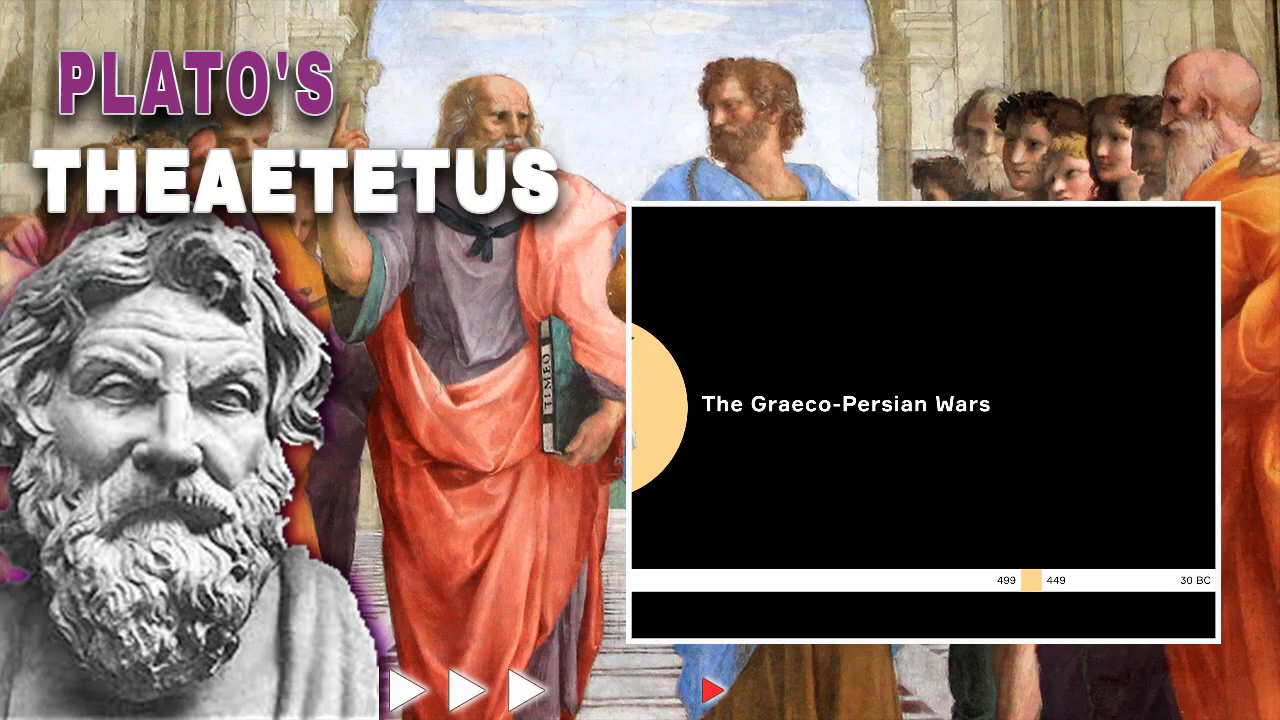 PLATO'S
THEAETETUS
TIMEO
The Graeco-Persian Wars
499 449 30 BC